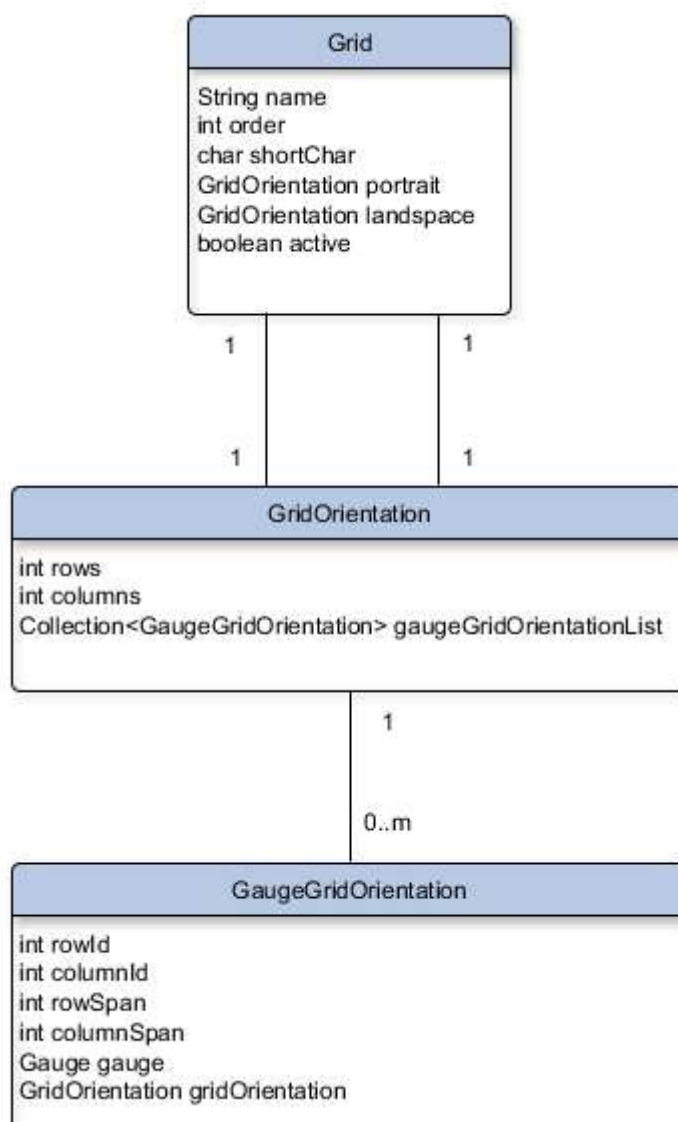 Grid
String name
int order
char shortChar
GridOrientation portrait
GridOrientation landspace
boolean active
1 1
1 1
GridOrientation
int rows
int columns
Collection<GaugeGridOrientation> gaugeGridOrientationList
1
0..m
GaugeGridOrientation
int rowId
int columnId
int rowSpan
int columnSpan
Gauge gauge
GridOrientation gridOrientation